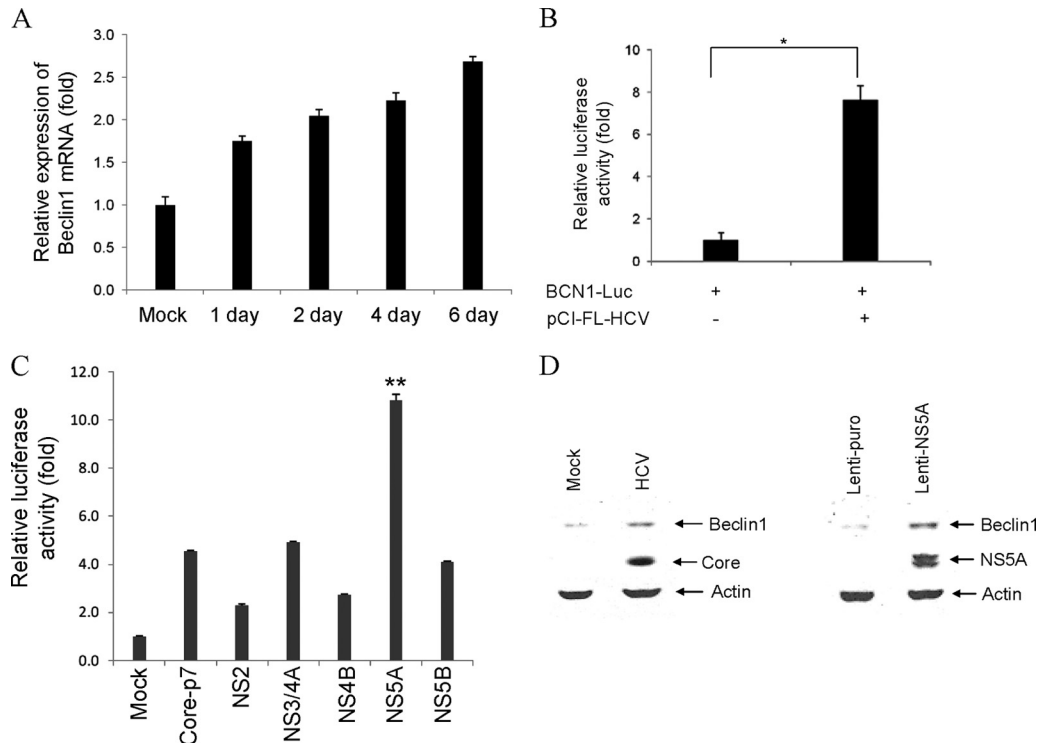 A
Relative expression of
Beclin1 mRNA (fold)
3.0
2.5
2.0
1.5
1.0
0.5
0.0
Mock 1 day 2 day 4 day 6 day
B
Relative luciferase
activity (fold)
10
8
6
4
2
0
*
BCN1-Luc + +
pCI-FL-HCV - +
C
Relative luciferase
activity (fold)
12.0
10.0
8.0
6.0
4.0
2.0
0.0
**
Mock
Core-p7
NS2
NS3/4A
NS4B
NS5A
NS5B
D
Mock
HCV
Beclin1
Core
Actin
Lenti-puro
Lenti-NS5A
Beclin1
NS5A
Actin